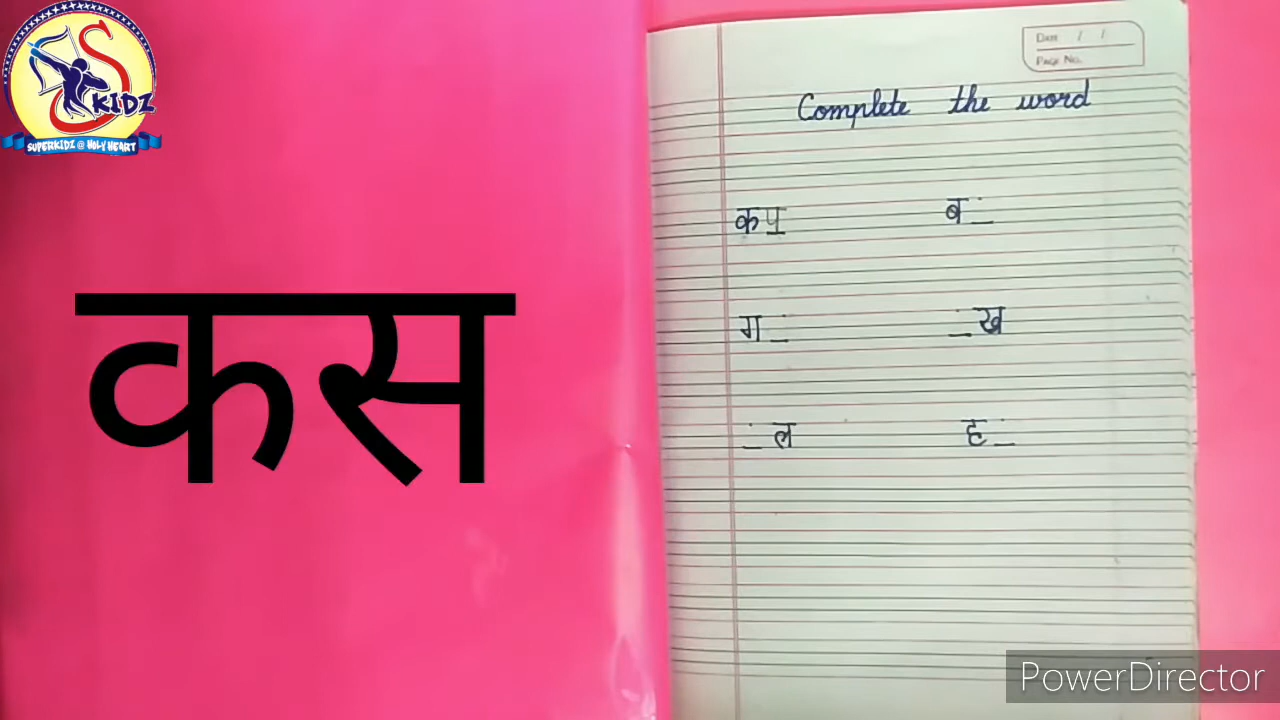 S
KIDZ
SUPERKIDZ @ HOLY HEART
कस
Date / /
Page No.
Complete the word
कप ब_
ग_ _ख
_ल ह_
PowerDirector